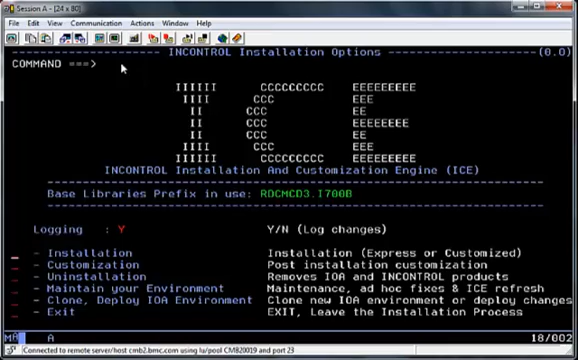 Session A - [24 x 80]
File Edit View Communication Actions Window Help
INCONTROL Installation Options (0.0)
COMMAND ===>
IIIIII CCCCCCCCC EEEEEEEEE
IIII CCC EEE
II CCC EE
II CCC EE
II CCC EEEEEEEE
II CCC EE
IIII CCC EEE
IIIIII CCCCCCCCC EEEEEEEEE
INCONTROL Installation And Customization Engine (ICE)
Base Libraries Prefix in use: RDCMCD3.I700B
Logging : Y Y/N (Log changes)
_ - Installation Installation (Express or Customized)
_ - Customization Post installation customization
_ - Uninstallation Removes IOA and INCONTROL products
_ - Maintain your Environment Maintenance, ad hoc fixes & ICE refresh
_ - Clone, Deploy IOA Environment Clone new IOA environment or deploy changes
_ - Exit EXIT, Leave the Installation Process
MA A 18/002
Connected to remote server/host cmb2.bmc.com using lu/pool CMB20019 and port 23